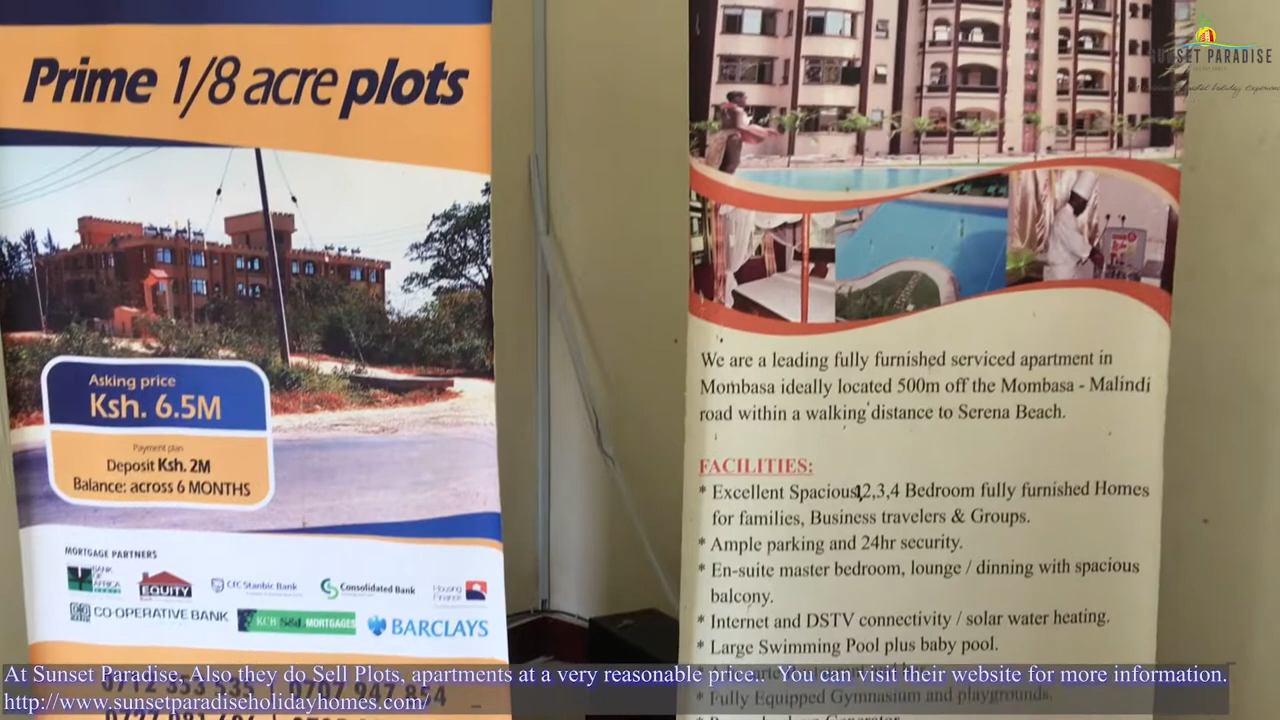 Prime 1/8 acre plots
Asking price
Ksh. 6.5M
Payment plan
Deposit Ksh. 2M
Balance: across 6 MONTHS
MORTGAGE PARTNERS
BANK OF AFRICA
EQUITY
CFC Stanbic Bank
Consolidated Bank
Housing Finance
CO-OPERATIVE BANK
KCB S&L MORTGAGES
BARCLAYS
SUNSET PARADISE
We are a leading fully furnished serviced apartment in
Mombasa ideally located 500m off the Mombasa - Malindi
road within a walking distance to Serena Beach.
FACILITIES:
* Excellent Spacious 1,2,3,4 Bedroom fully furnished Homes
for families, Business travelers & Groups.
* Ample parking and 24hr security.
* En-suite master bedroom, lounge / dinning with spacious
balcony.
* Internet and DSTV connectivity / solar water heating.
* Large Swimming Pool plus baby pool.
* Fully Equipped Gymnasium and playgrounds.
At Sunset Paradise, Also they do Sell Plots, apartments at a very reasonable price... You can visit their website for more information.
http://www.sunsetparadiseholidayhomes.com/